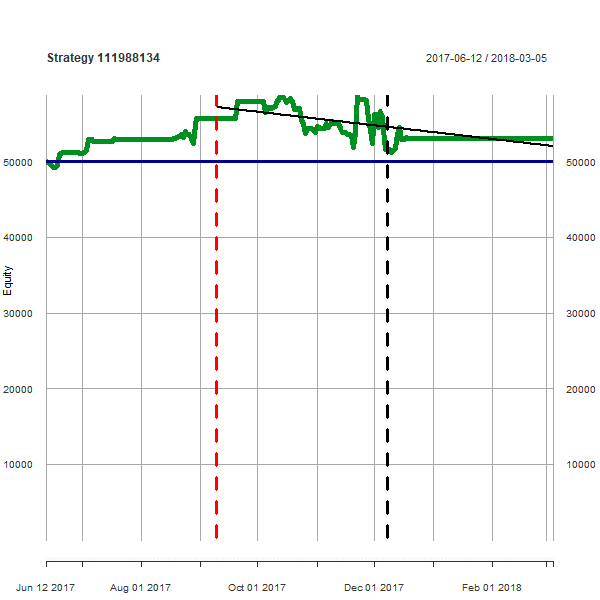 Strategy 111988134
2017-06-12 / 2018-03-05
Equity
50000
40000
30000
20000
10000
50000
40000
30000
20000
10000
Jun 12 2017
Aug 01 2017
Oct 01 2017
Dec 01 2017
Feb 01 2018